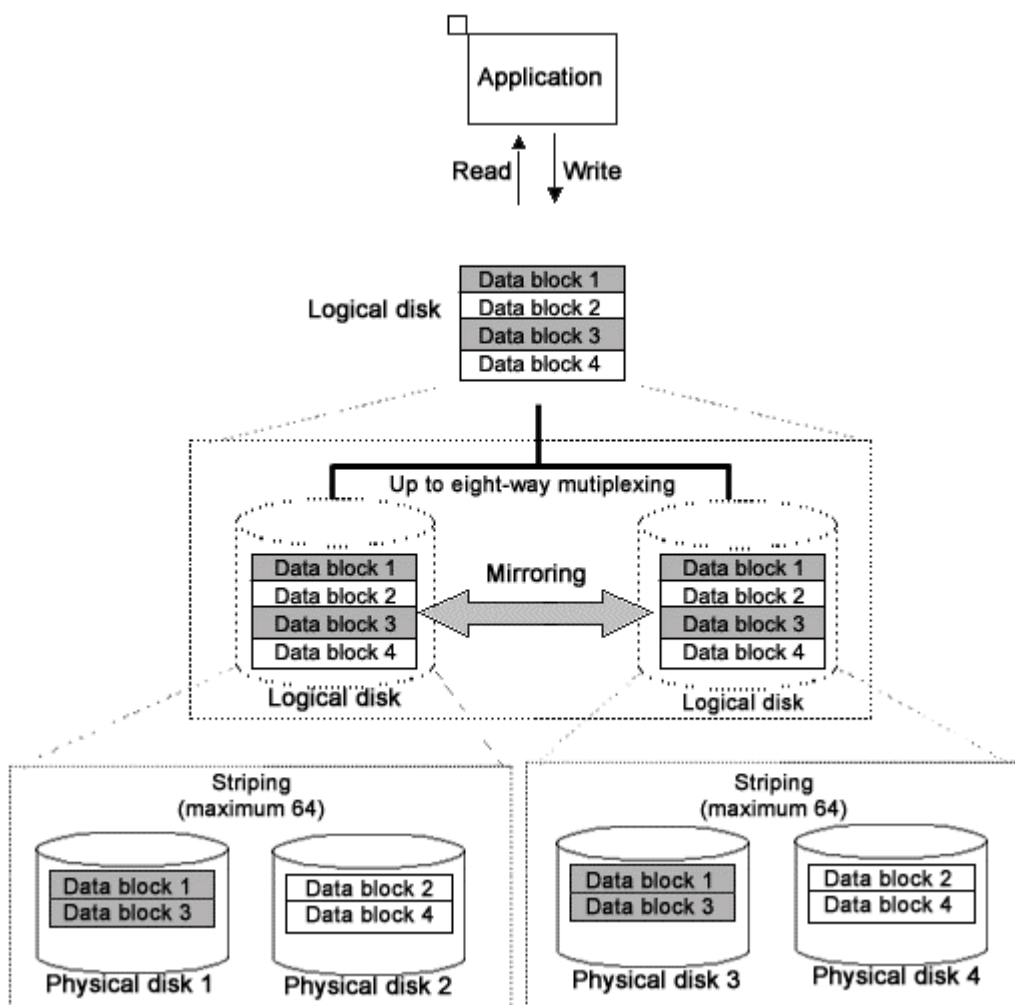 Application
Read
Write
Logical disk
Data block 1
Data block 2
Data block 3
Data block 4
Up to eight-way mutiplexing
Data block 1
Data block 2
Data block 3
Data block 4
Logical disk
Mirroring
Data block 1
Data block 2
Data block 3
Data block 4
Logical disk
Striping
(maximum 64)
Data block 1
Data block 3
Physical disk 1
Data block 2
Data block 4
Physical disk 2
Striping
(maximum 64)
Data block 1
Data block 3
Physical disk 3
Data block 2
Data block 4
Physical disk 4